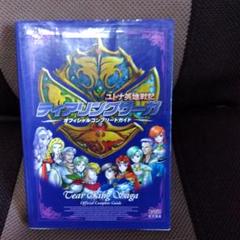 ユトナ英雄戦記
ティアリングサーガ
オフィシャルコンプリートガイド
Tear Ring Saga
Official Complete Guide